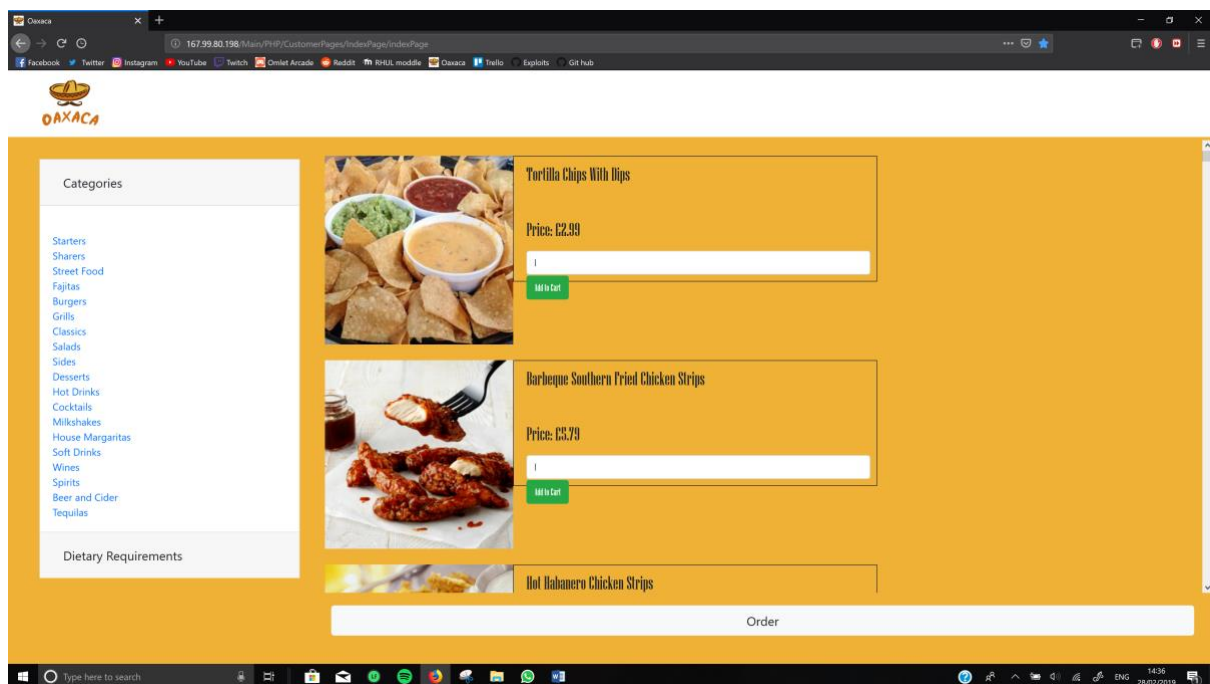 Oaxaca
167.99.80.198/Main/PHP/CustomerPages/IndexPage/indexPage
Facebook Twitter Instagram YouTube Twitch Omlet Arcade Reddit RHUL moddle Oaxaca Trello Exploits Git hub
OAXACA
Categories
Starters
Sharers
Street Food
Fajitas
Burgers
Grills
Classics
Salads
Sides
Desserts
Hot Drinks
Cocktails
Milkshakes
House Margaritas
Soft Drinks
Wines
Spirits
Beer and Cider
Tequilas
Dietary Requirements
Tortilla Chips With Dips
Price: £2.99
1
Add to Cart
Barbeque Southern Fried Chicken Strips
Price: £5.79
1
Add to Cart
Hot Habanero Chicken Strips
Order
Type here to search
ENG
14:36
28/02/2019